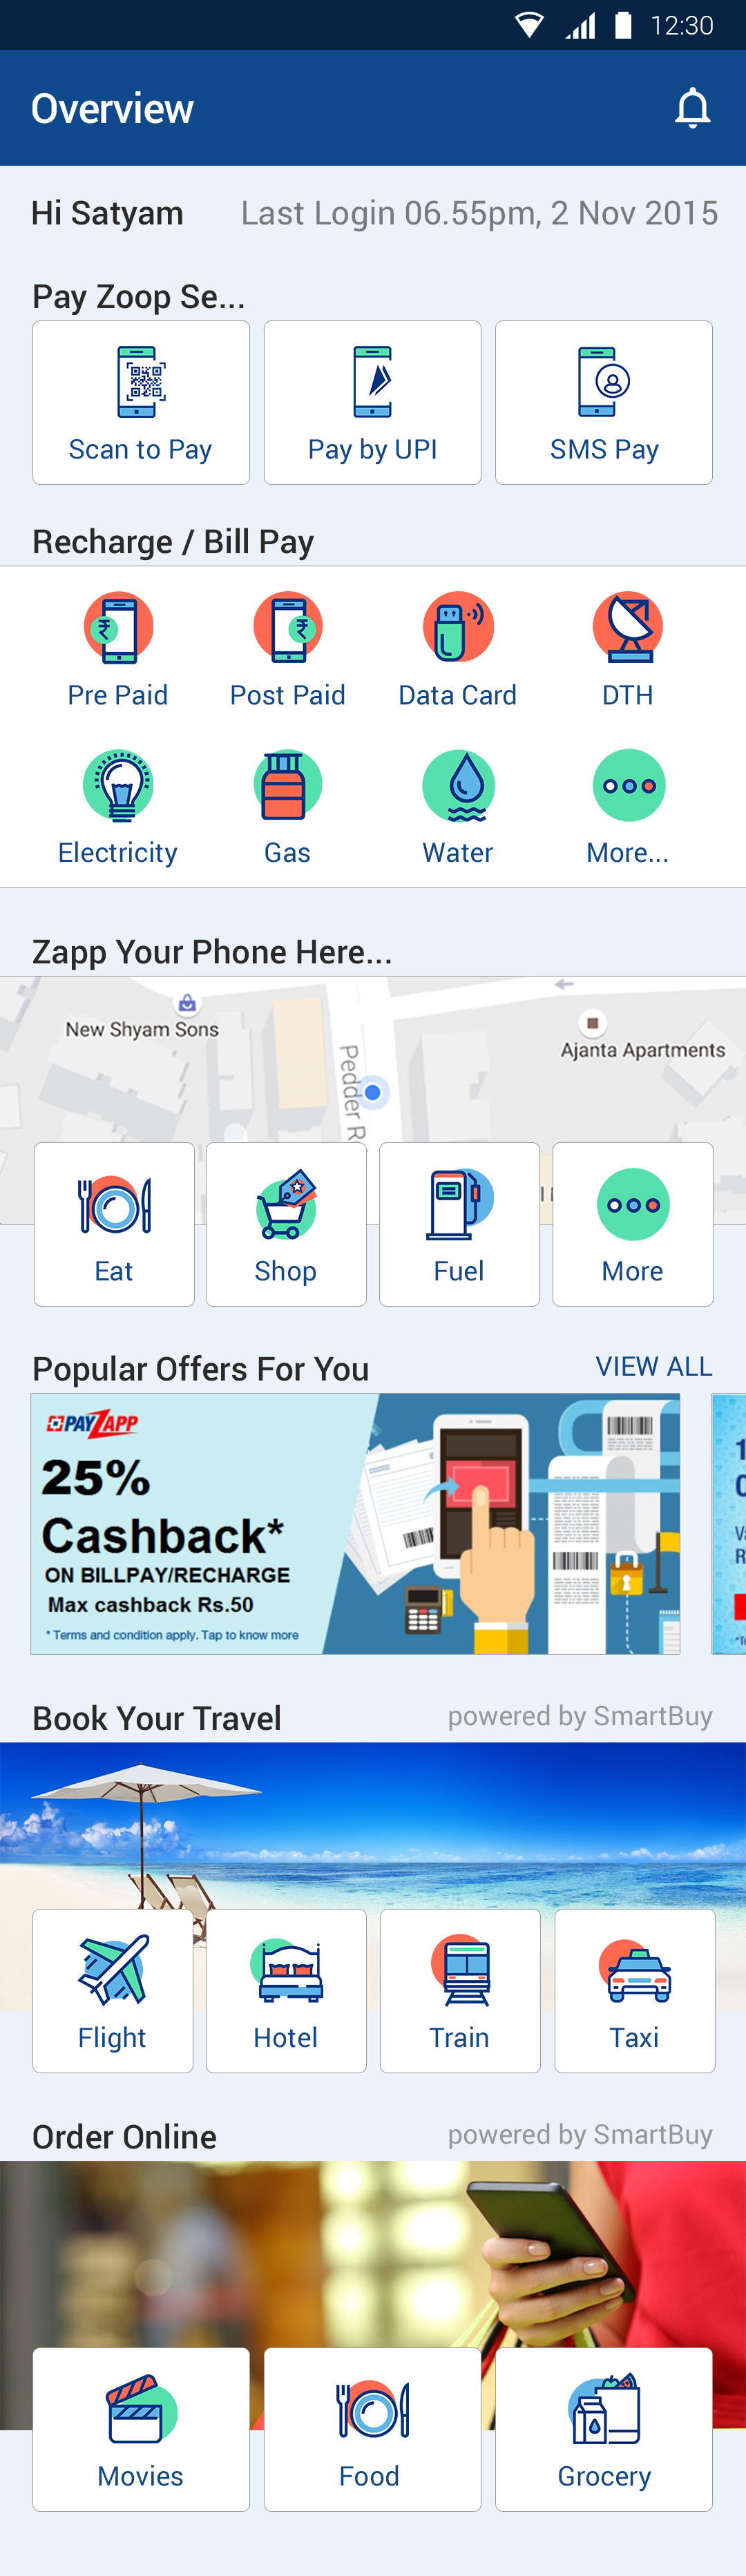 12:30
Overview
Hi Satyam Last Login 06.55pm, 2 Nov 2015
Pay Zoop Se...
Scan to Pay Pay by UPI SMS Pay
Recharge / Bill Pay
Pre Paid Post Paid Data Card DTH
Electricity Gas Water More...
Zapp Your Phone Here...
New Shyam Sons
Ajanta Apartments
Pedder R
Eat Shop Fuel More
Popular Offers For You VIEW ALL
PAYZAPP
25%
Cashback*
ON BILLPAY/RECHARGE
Max cashback Rs.50
* Terms and condition apply. Tap to know more
Book Your Travel powered by SmartBuy
Flight Hotel Train Taxi
Order Online powered by SmartBuy
Movies Food Grocery